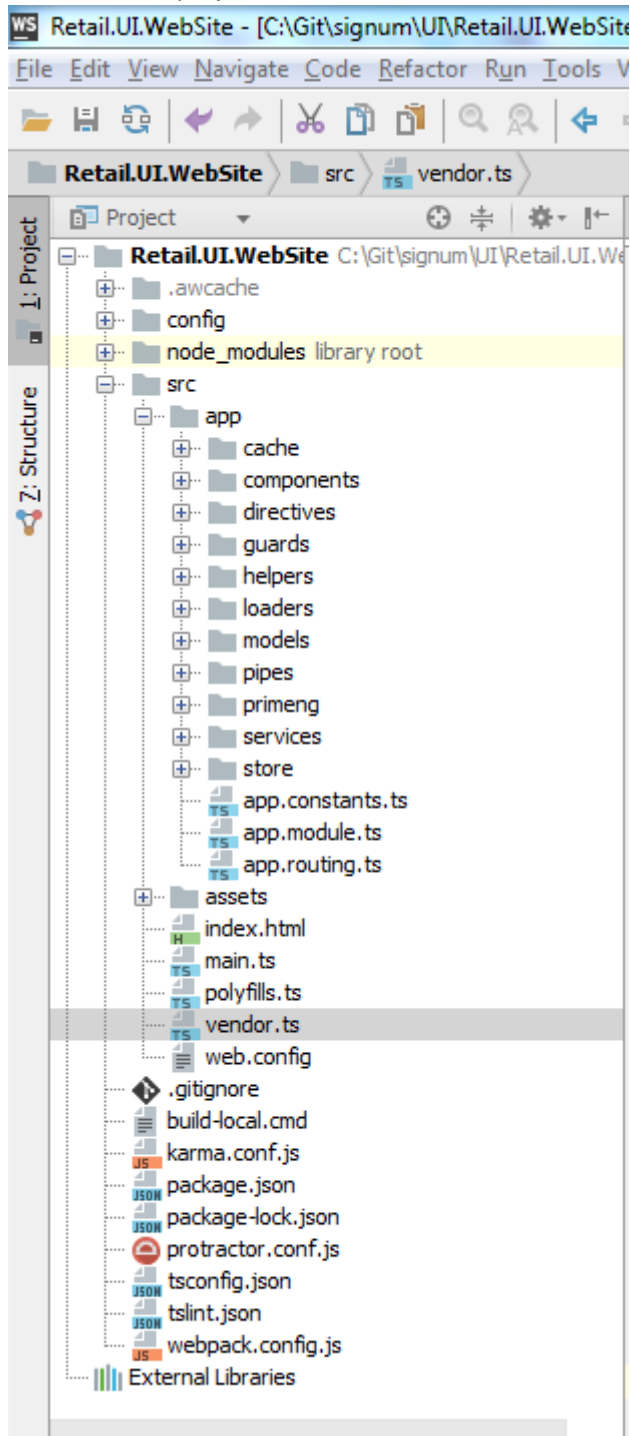 WS Retail.UI.WebSite - [C:\Git\signum\UI\Retail.UI.WebSite
File Edit View Navigate Code Refactor Run Tools V
Retail.UI.WebSite src vendor.ts
Project
1: Project
7: Structure
Retail.UI.WebSite C:\Git\signum\UI\Retail.UI.We
.awcache
config
node_modules library root
src
app
cache
components
directives
guards
helpers
loaders
models
pipes
primeng
services
store
app.constants.ts
app.module.ts
app.routing.ts
assets
index.html
main.ts
polyfills.ts
vendor.ts
web.config
.gitignore
build-local.cmd
karma.conf.js
package.json
package-lock.json
protractor.conf.js
tsconfig.json
tslint.json
webpack.config.js
External Libraries